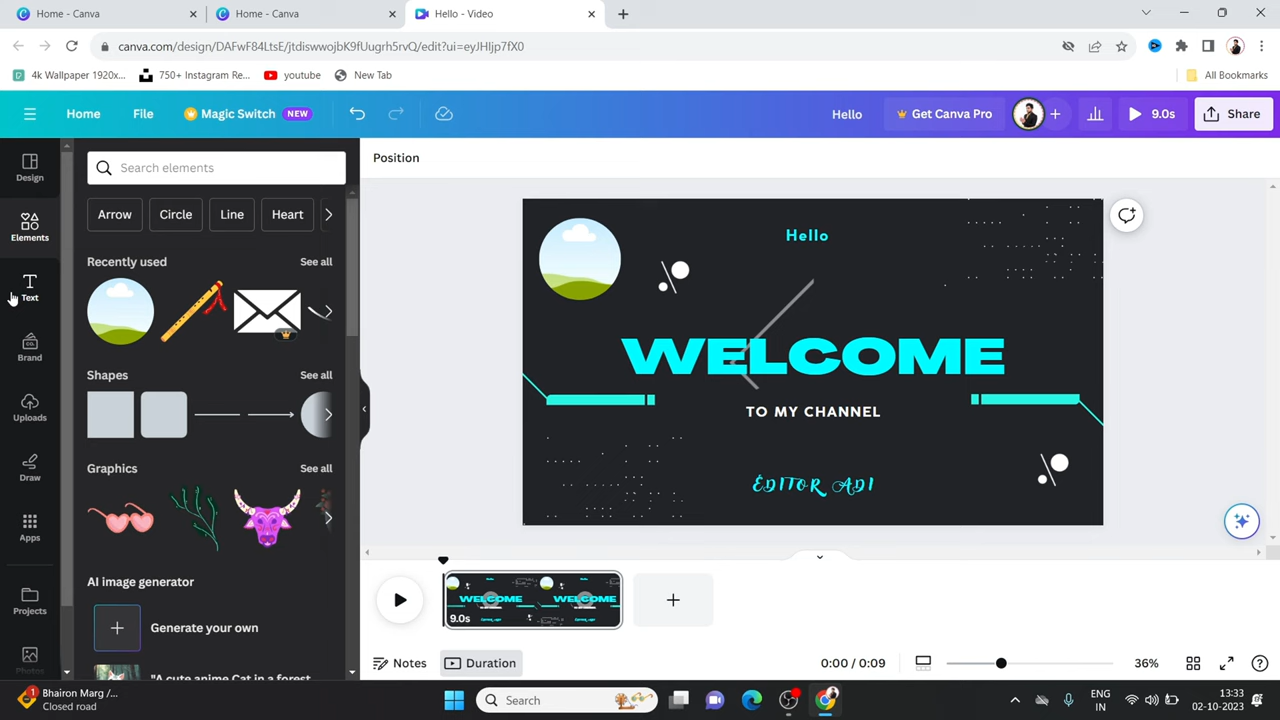 Home - Canva
Home - Canva
Hello - Video
canva.com/design/DAFwF84LtsE/jtdiswwojbK9fUugrh5rvQ/edit?ui=eyJHIjp7fX0
4k Wallpaper 1920x...
750+ Instagram Re...
youtube
New Tab
All Bookmarks
Home
File
Magic Switch
NEW
Hello
Get Canva Pro
9.0s
Share
Design
Elements
Text
Brand
Uploads
Draw
Apps
Projects
Photos
Search elements
Arrow
Circle
Line
Heart
Recently used
See all
Shapes
See all
Graphics
See all
AI image generator
Generate your own
"A cute anime Cat in a forest
Position
Hello
WELCOME
TO MY CHANNEL
EDITOR ADI
WELCOME
WELCOME
9.0s
Notes
Duration
0:00 / 0:09
36%
1
Bhairon Marg /...
Closed road
Search
ENG
IN
12:33
02-10-2023